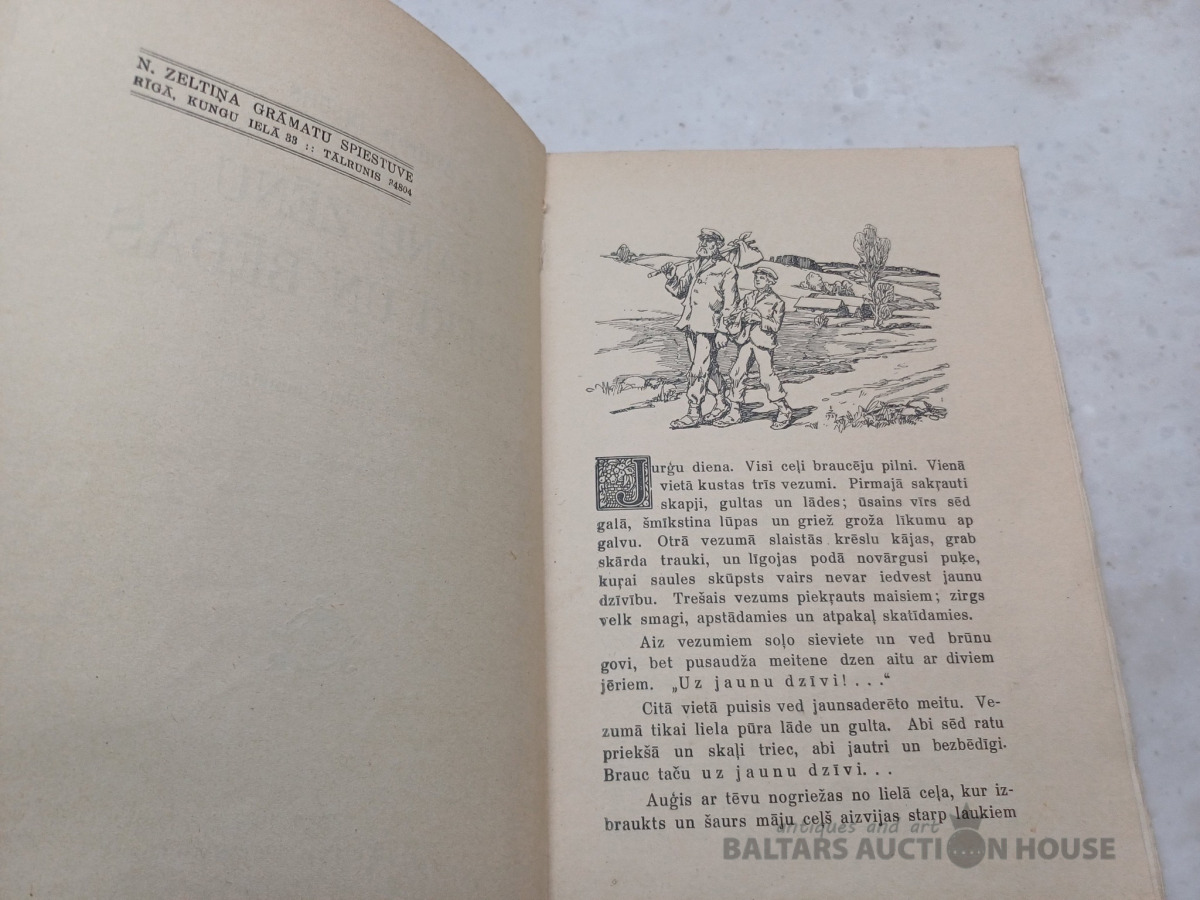 N. ZELTIŅA GRĀMATU SPIESTUVE
RĪGĀ, KUNGU IELĀ 33 :: TĀLRUNIS 24804
Jurģu diena. Visi ceļi braucēju pilni. Vienā
vietā kustas trīs vezumi. Pirmajā sakŗauti
skapji, gultas un lādes; ūsains vīrs sēd
galā, šmīkstina lūpas un griež groža līkumu ap
galvu. Otrā vezumā slaistās krēslu kājas, grab
skārda trauki, un līgojas podā novārgusi puķe,
kuŗai saules skūpsts vairs nevar iedvest jaunu
dzīvību. Trešais vezums piekŗauts maisiem; zirgs
velk smagi, apstādamies un atpakaļ skatīdamies.
Aiz vezumiem soļo sieviete un ved brūnu
govi, bet pusaudža meitene dzen aitu ar diviem
jēriem. „Uz jaunu dzīvi!...“
Citā vietā puisis ved jaunsaderēto meitu. Ve-
zumā tikai liela pūra lāde un gulta. Abi sēd ratu
priekšā un skaļi triec, abi jautri un bezbēdīgi.
Brauc taču uz jaunu dzīvi...
Auģis ar tēvu nogriežas no lielā ceļa, kur iz-
braukts un šaurs māju ceļš aizvijas starp laukiem
antiques and art
BALTARS AUCTION HOUSE